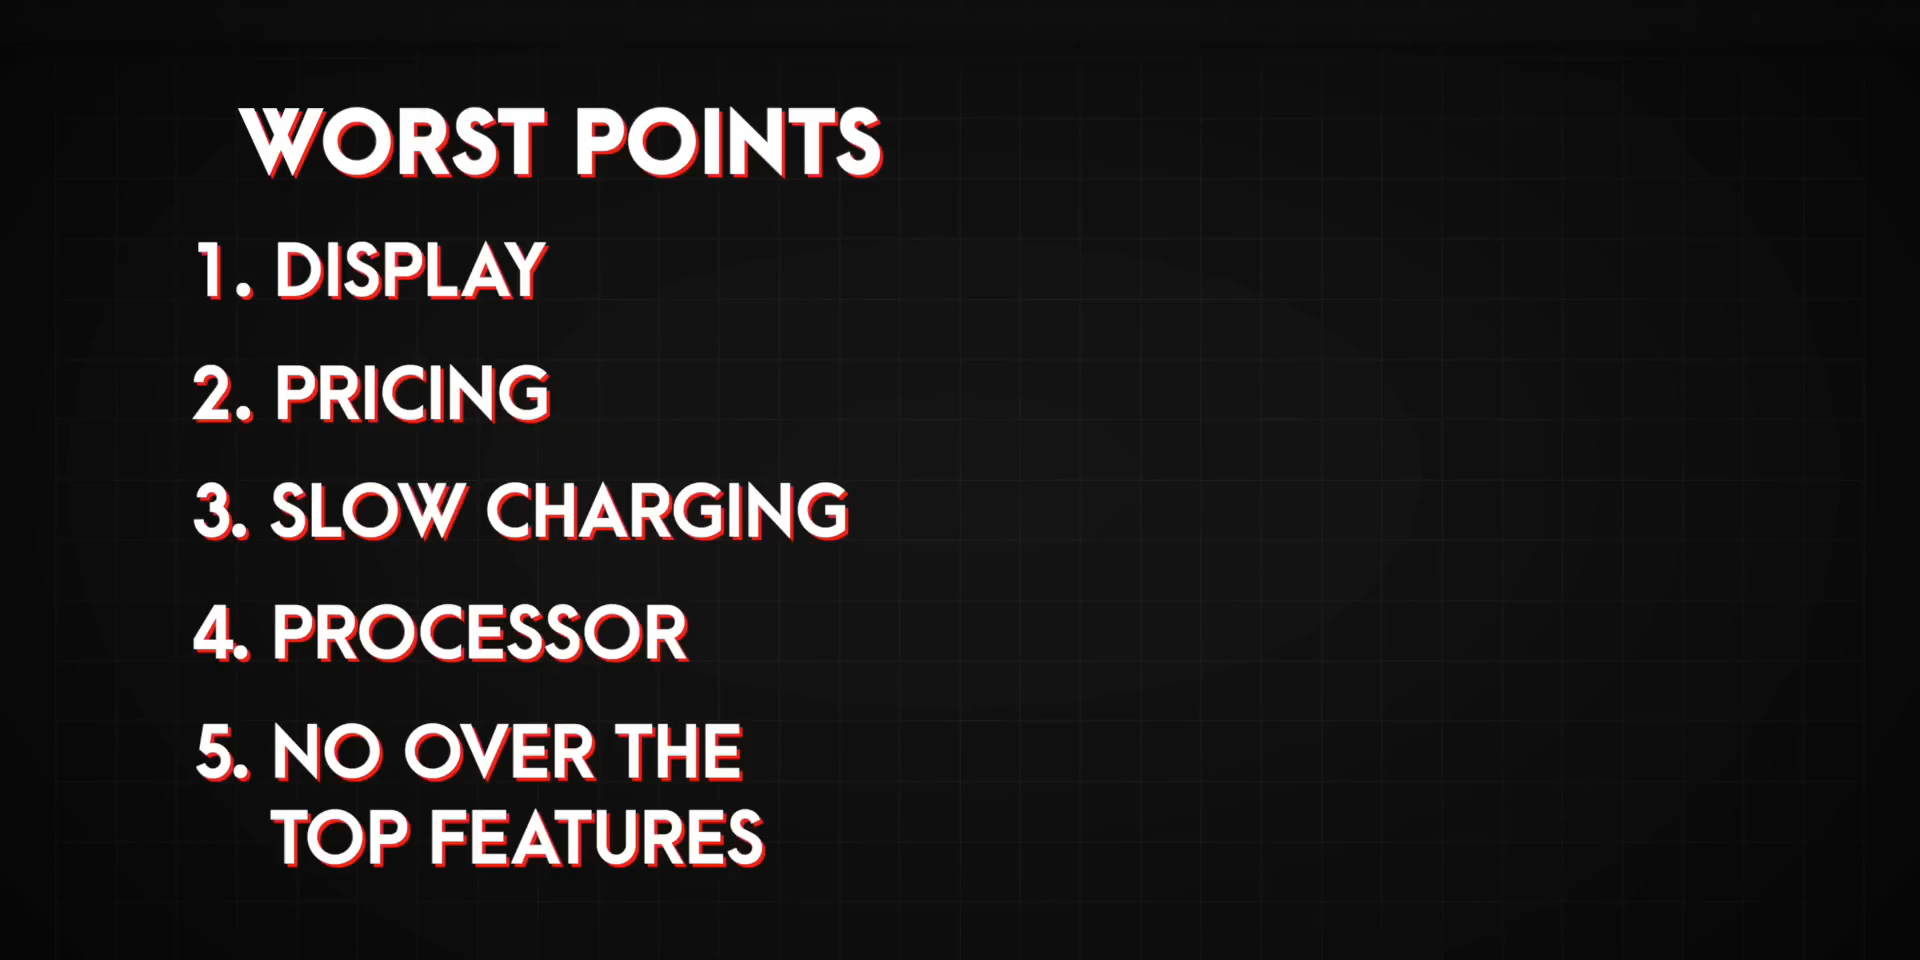 WORST POINTS
1. DISPLAY
2. PRICING
3. SLOW CHARGING
4. PROCESSOR
5. NO OVER THE
TOP FEATURES